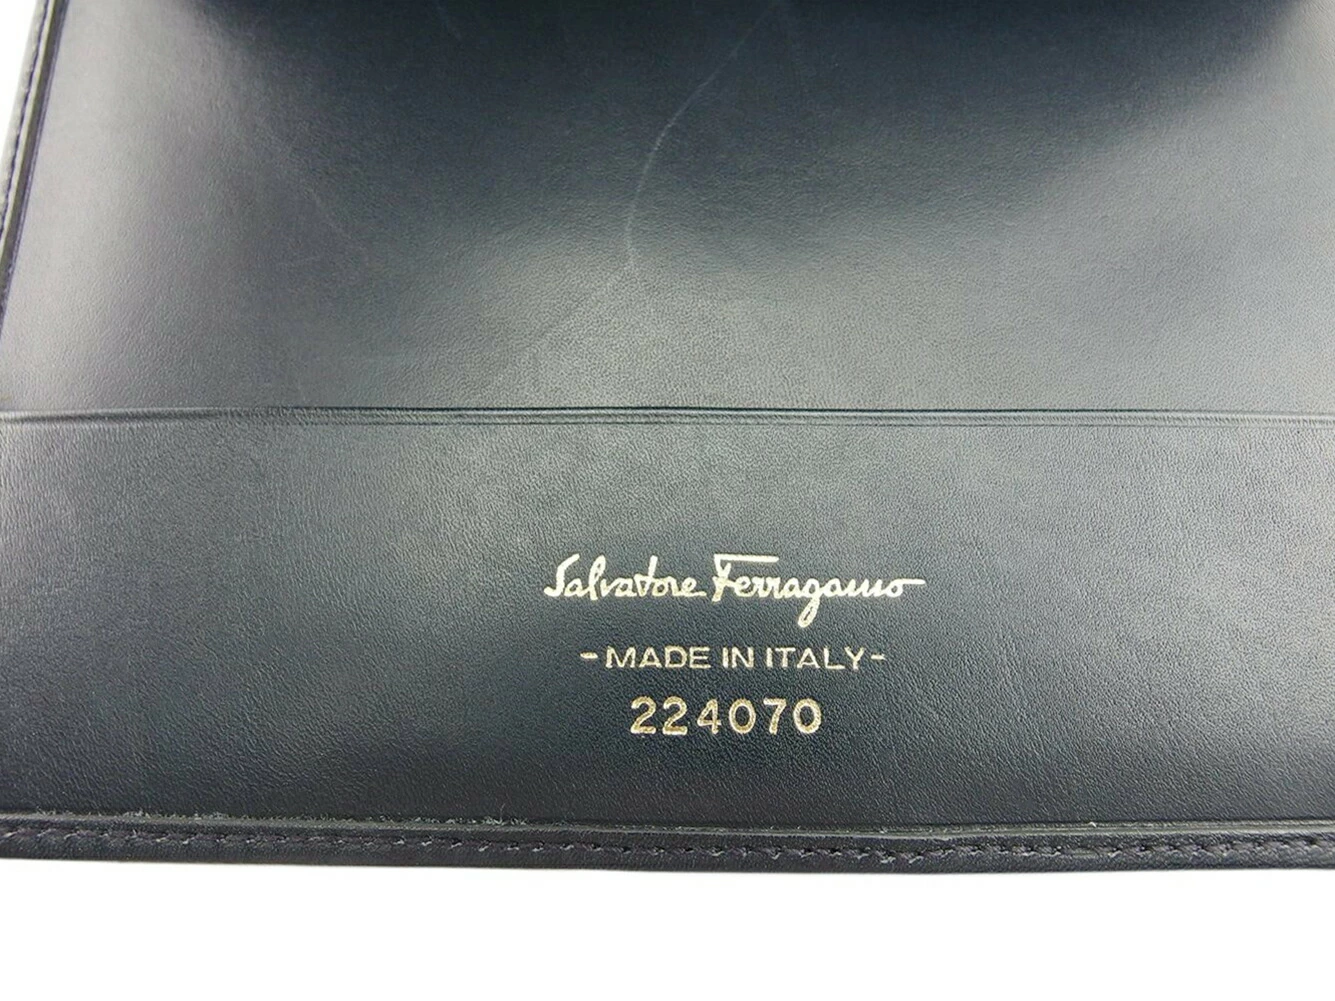 Salvatore Ferragamo
-MADE IN ITALY-
224070